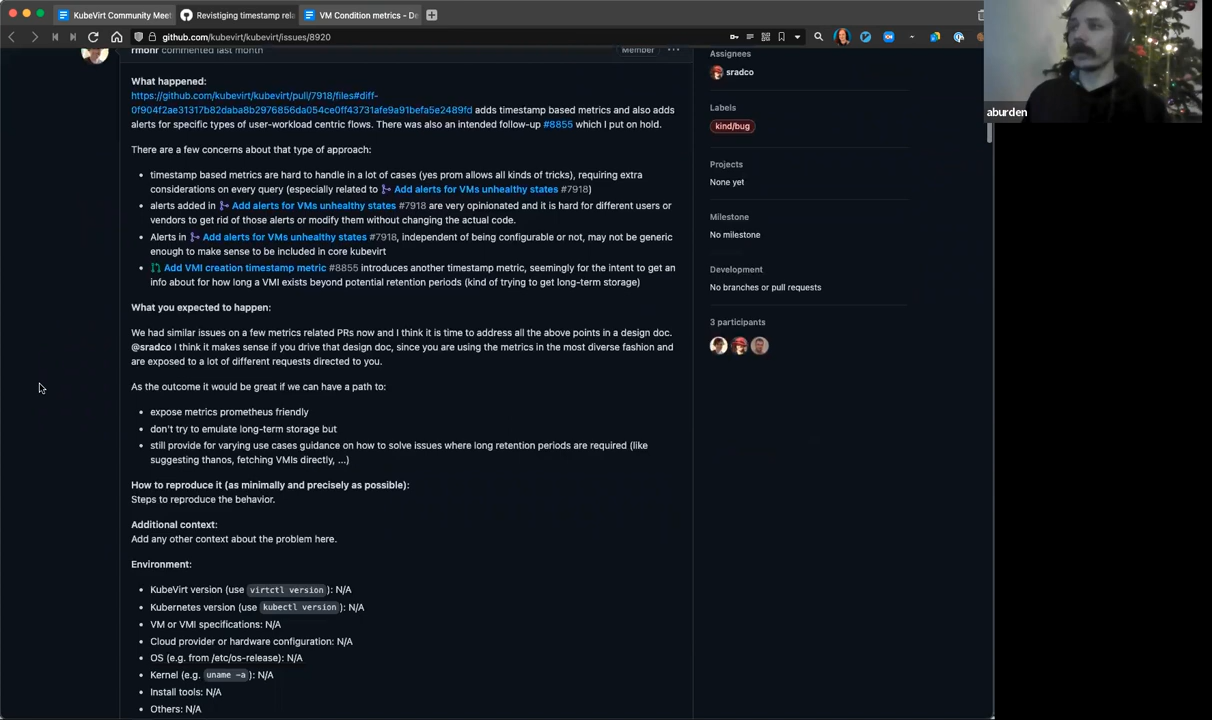 KubeVirt Community Meet
Revistiging timestamp rela
VM Condition metrics - De
github.com/kubevirt/kubevirt/issues/8920
rmohr commented last month
Member
What happened:
https://github.com/kubevirt/kubevirt/pull/7918/files#diff-
0f904f2ae31317b82daba8b2976856da054ce0ff43731afe9a91befa5e2489fd adds timestamp based metrics and also adds
alerts for specific types of user-workload centric flows. There was also an intended follow-up #8855 which I put on hold.
There are a few concerns about that type of approach:
• timestamp based metrics are hard to handle in a lot of cases (yes prom allows all kinds of tricks), requiring extra
considerations on every query (especially related to Add alerts for VMs unhealthy states #7918)
• alerts added in Add alerts for VMs unhealthy states #7918 are very opinionated and it is hard for different users or
vendors to get rid of those alerts or modify them without changing the actual code.
• Alerts in Add alerts for VMs unhealthy states #7918, independent of being configurable or not, may not be generic
enough to make sense to be included in core kubevirt
• Add VMI creation timestamp metric #8855 introduces another timestamp metric, seemingly for the intent to get an
info about for how long a VMI exists beyond potential retention periods (kind of trying to get long-term storage)
What you expected to happen:
We had similar issues on a few metrics related PRs now and I think it is time to address all the above points in a design doc.
@sradco I think it makes sense if you drive that design doc, since you are using the metrics in the most diverse fashion and
are exposed to a lot of different requests directed to you.
As the outcome it would be great if we can have a path to:
• expose metrics prometheus friendly
• don't try to emulate long-term storage but
• still provide for varying use cases guidance on how to solve issues where long retention periods are required (like
suggesting thanos, fetching VMIs directly, ...)
How to reproduce it (as minimally and precisely as possible):
Steps to reproduce the behavior.
Additional context:
Add any other context about the problem here.
Environment:
• KubeVirt version (use virtctl version): N/A
• Kubernetes version (use kubectl version): N/A
• VM or VMI specifications: N/A
• Cloud provider or hardware configuration: N/A
• OS (e.g. from /etc/os-release): N/A
• Kernel (e.g. uname -a): N/A
• Install tools: N/A
• Others: N/A
Assignees
sradco
Labels
kind/bug
Projects
None yet
Milestone
No milestone
Development
No branches or pull requests
3 participants
aburden